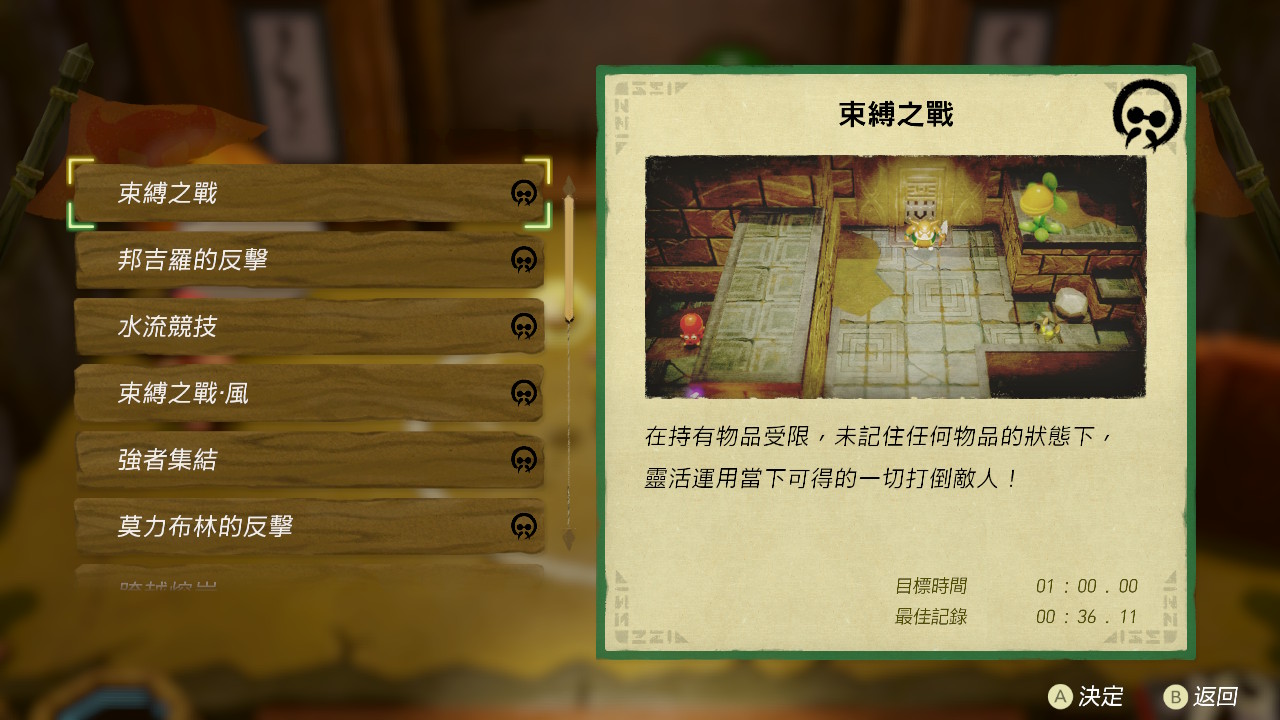 束縛之戰
邦吉羅的反擊
水流競技
束縛之戰·風
強者集結
莫力布林的反擊
束縛之戰
在持有物品受限，未記住任何物品的狀態下，
靈活運用當下可得的一切打倒敵人！
目標時間 01 : 00 . 00
最佳記錄 00 : 36 . 11
A 決定 B 返回